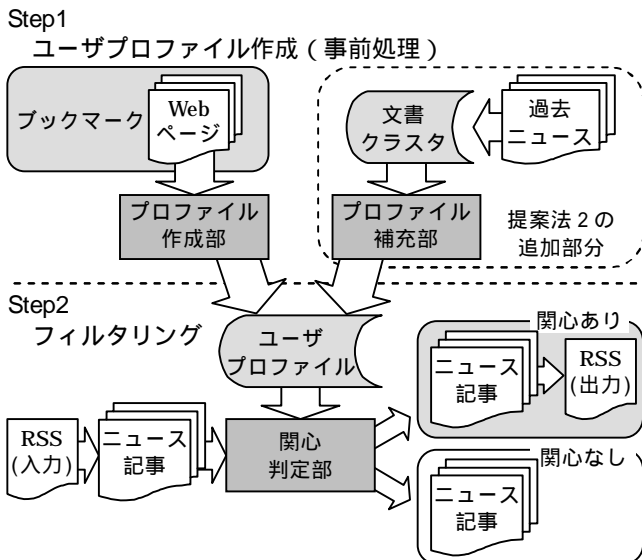 Step1
ユーザプロファイル作成(事前処理)
ブックマーク
Web
ページ
文書
クラスタ
過去
ニュース
プロファイル
作成部
プロファイル
補充部
提案法2の
追加部分
Step2
フィルタリング
ユーザ
プロファイル
関心あり
ニュース
記事
RSS
(出力)
RSS
(入力)
ニュース
記事
関心
判定部
関心なし
ニュース
記事